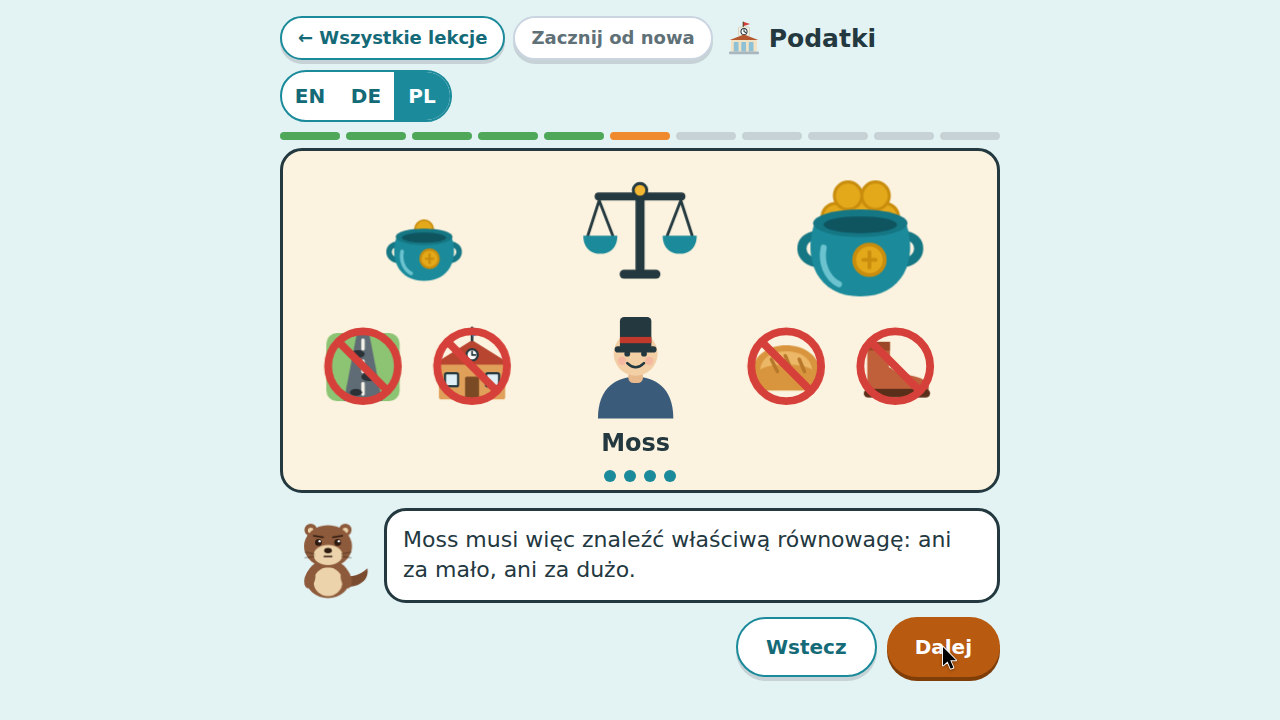 ← Wszystkie lekcje
Zacznij od nowa
Podatki
EN DE PL
Moss
Moss musi więc znaleźć właściwą równowagę: ani
za mało, ani za dużo.
Wstecz
Dalej